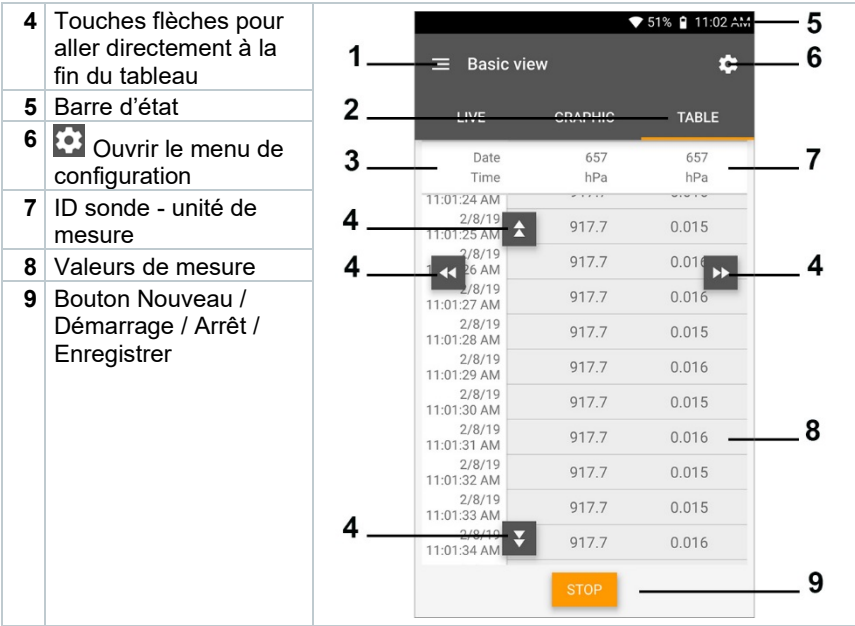 4 Touches flèches pour
aller directement à la
fin du tableau
5 Barre d’état
6 Ouvrir le menu de
configuration
7 ID sonde - unité de
mesure
8 Valeurs de mesure
9 Bouton Nouveau /
Démarrage / Arrêt /
Enregistrer
51% 11:02 AM 5
1 Basic view 6
2 LIVE GRAPHIC TABLE
3 Date 657 657 7
Time hPa hPa
11:01:24 AM
4 2/8/19
11:01:25 AM 917.7 0.015
4 2/8/19 4
26 AM 917.7 0.016
2/8/19
11:01:27 AM 917.7 0.016
2/8/19
11:01:28 AM 917.7 0.015
2/8/19
11:01:29 AM 917.7 0.016
2/8/19
11:01:30 AM 917.7 0.015
2/8/19
11:01:31 AM 917.7 0.016 8
2/8/19
11:01:32 AM 917.7 0.015
2/8/19
11:01:33 AM 917.7 0.015
4 2/8/19
11:01:34 AM 917.7 0.016
STOP 9